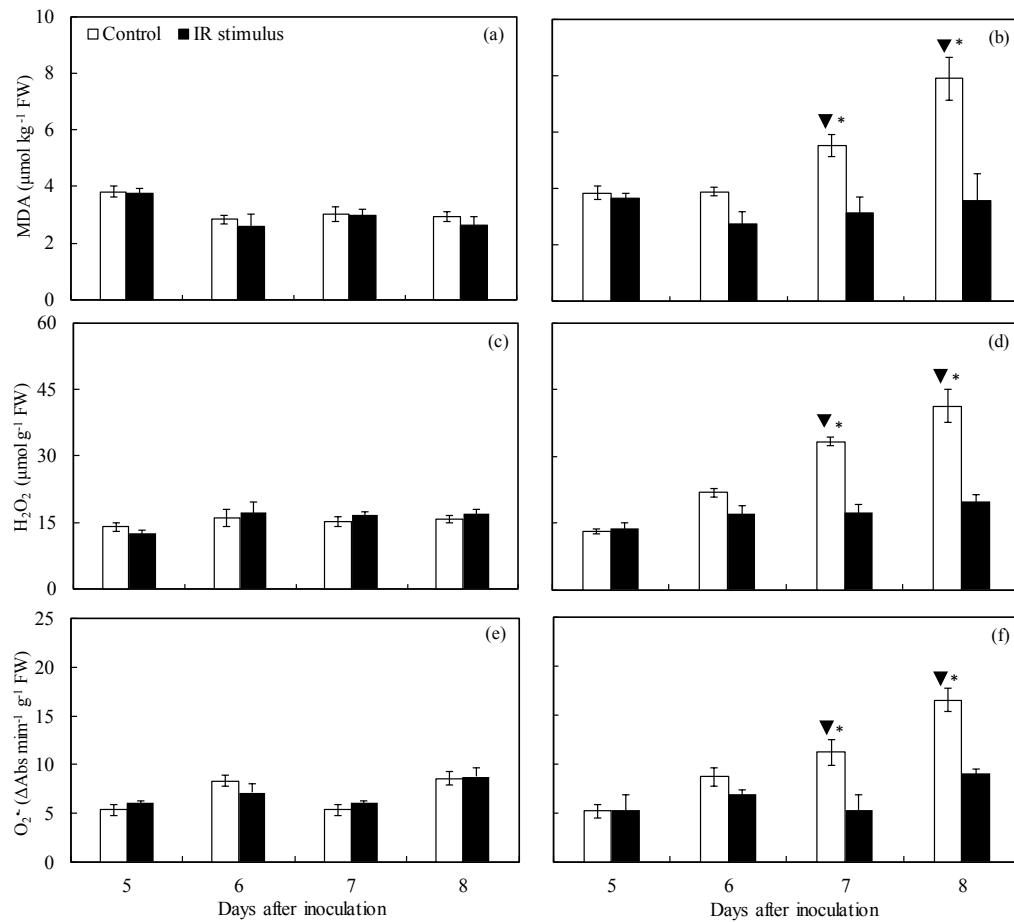 10
8
6
4
2
0
MDA (μmol kg⁻¹ FW)
Control IR stimulus
(a)
(b)
▼*
▼*
60
45
30
15
0
H₂O₂ (μmol g⁻¹ FW)
(c)
(d)
▼*
▼*
25
20
15
10
5
0
O₂•- (ΔAbs mim⁻¹ g⁻¹ FW)
(e)
(f)
▼*
▼*
5 6 7 8
Days after inoculation
5 6 7 8
Days after inoculation